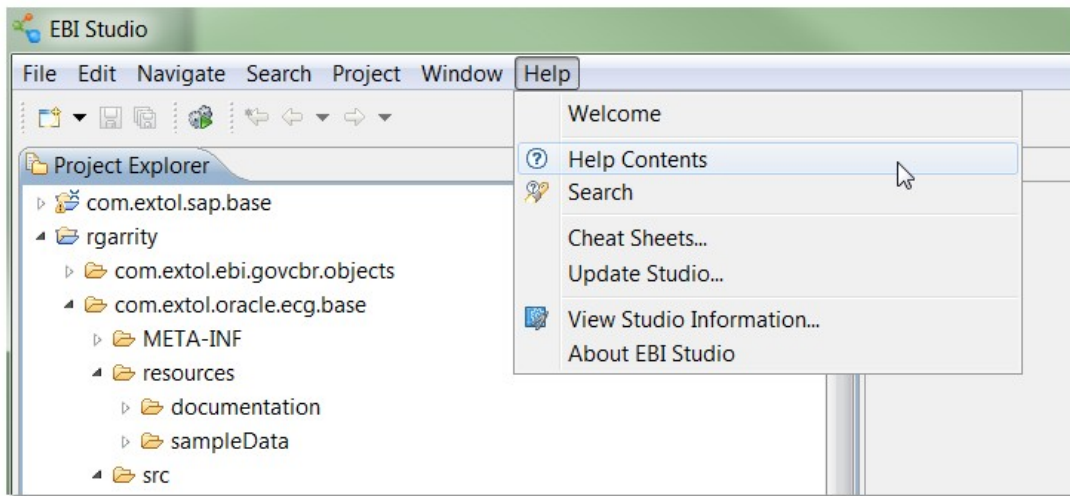 EBI Studio
File Edit Navigate Search Project Window Help
Welcome
Help Contents
Search
Cheat Sheets...
Update Studio...
View Studio Information...
About EBI Studio
Project Explorer
com.extol.sap.base
rgarrity
com.extol.ebi.govcbr.objects
com.extol.oracle.ecg.base
META-INF
resources
documentation
sampleData
src